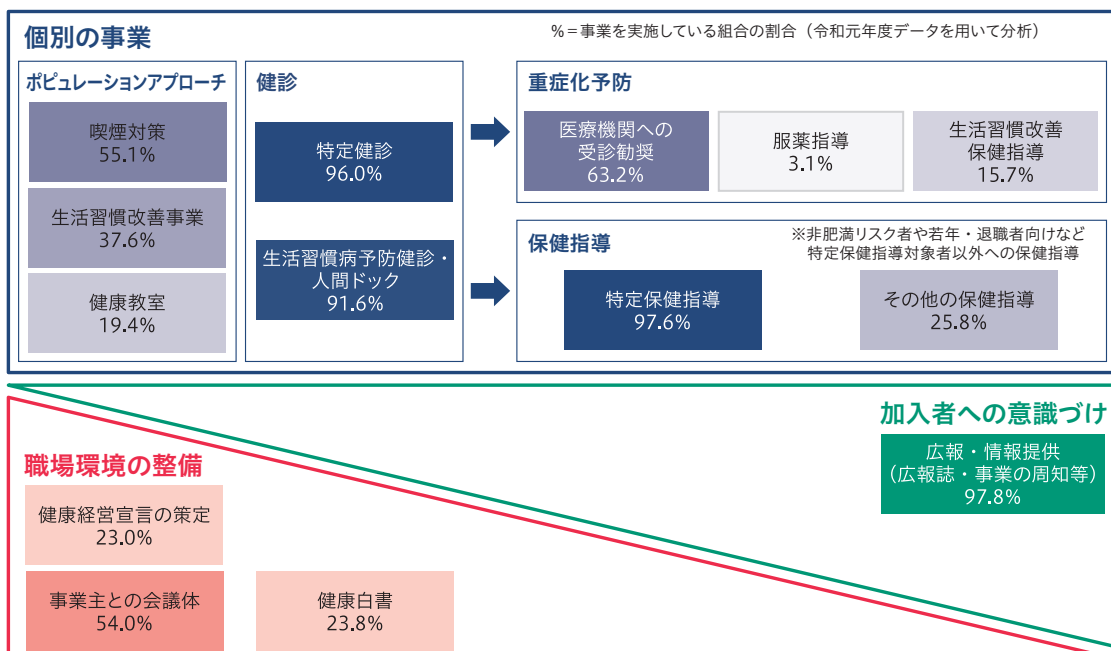 個別の事業
%＝事業を実施している組合の割合（令和元年度データを用いて分析）
ポピュレーションアプローチ
喫煙対策
55.1%
生活習慣改善事業
37.6%
健康教室
19.4%
健診
特定健診
96.0%
生活習慣病予防健診・
人間ドック
91.6%
重症化予防
医療機関への
受診勧奨
63.2%
服薬指導
3.1%
生活習慣改善
保健指導
15.7%
保健指導
※非肥満リスク者や若年・退職者向けなど
特定保健指導対象者以外への保健指導
特定保健指導
97.6%
その他の保健指導
25.8%
加入者への意識づけ
広報・情報提供
（広報誌・事業の周知等）
97.8%
職場環境の整備
健康経営宣言の策定
23.0%
事業主との会議体
54.0%
健康白書
23.8%